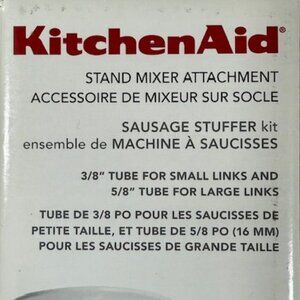 KitchenAid®
STAND MIXER ATTACHMENT
ACCESSOIRE DE MIXEUR SUR SOCLE
SAUSAGE STUFFER kit
ensemble de MACHINE À SAUCISSES
3/8" TUBE FOR SMALL LINKS AND
5/8" TUBE FOR LARGE LINKS
TUBE DE 3/8 PO POUR LES SAUCISSES DE
PETITE TAILLE, ET TUBE DE 5/8 PO (16 MM)
POUR LES SAUCISSES DE GRANDE TAILLE